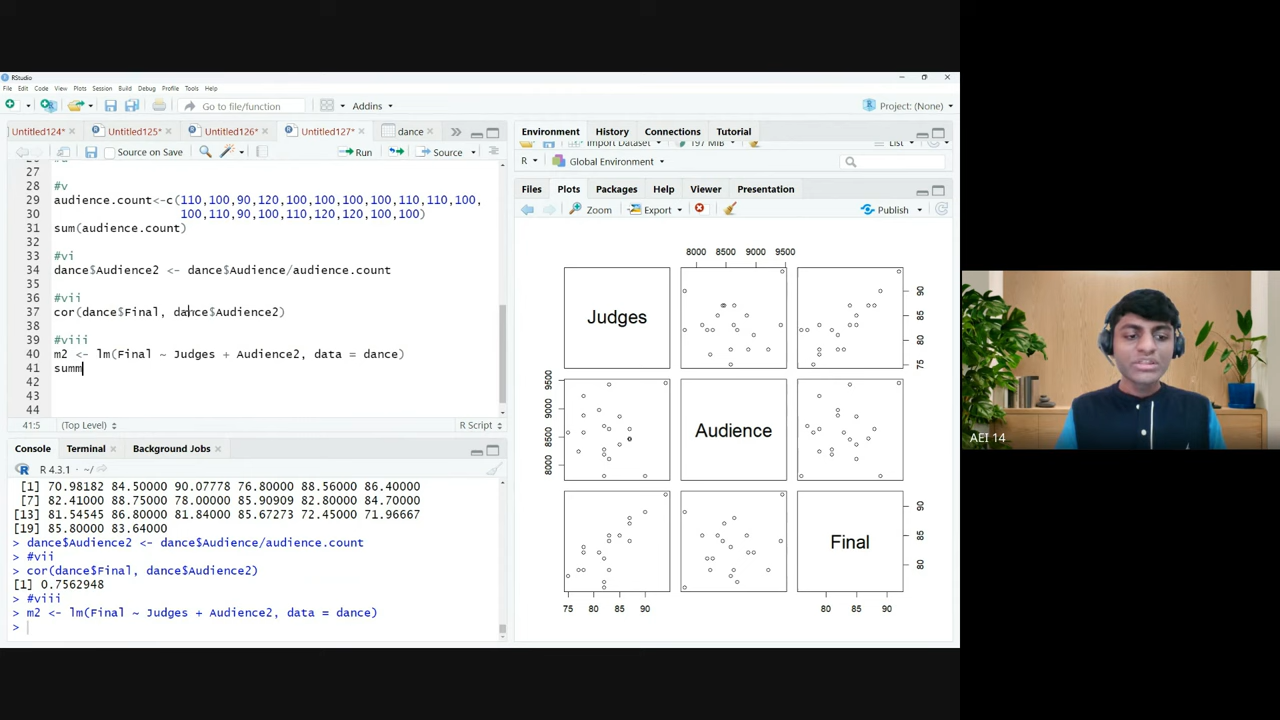 RStudio
File Edit Code View Plots Session Build Debug Profile Tools Help
Go to file/function
Addins
Project: (None)
Untitled124*
Untitled125*
Untitled126*
Untitled127*
dance
Source on Save
Run
Source
27
28 #v
29 audience.count<-c(110,100,90,120,100,100,100,100,110,110,100,
30 100,110,90,100,110,120,120,100,100)
31 sum(audience.count)
32
33 #vi
34 dance$Audience2 <- dance$Audience/audience.count
35
36 #vii
37 cor(dance$Final, dance$Audience2)
38
39 #viii
40 m2 <- lm(Final ~ Judges + Audience2, data = dance)
41 summ
42
43
44
41:5 (Top Level) R Script
Console Terminal Background Jobs
R 4.3.1 · ~/
[1] 70.98182 84.50000 90.07778 76.80000 88.56000 86.40000
[7] 82.41000 88.75000 78.00000 85.90909 82.80000 84.70000
[13] 81.54545 86.80000 81.84000 85.67273 72.45000 71.96667
[19] 85.80000 83.64000
> dance$Audience2 <- dance$Audience/audience.count
> #vii
> cor(dance$Final, dance$Audience2)
[1] 0.7562948
> #viii
> m2 <- lm(Final ~ Judges + Audience2, data = dance)
>
Environment History Connections Tutorial
Import Dataset 197 MiB List
R Global Environment
Files Plots Packages Help Viewer Presentation
Zoom Export Publish
8000 8500 9000 9500
Judges
75 80 85 90
8000 8500 9000 9500
Audience
Final
80 85 90
75 80 85 90
80 85 90
AEI 14